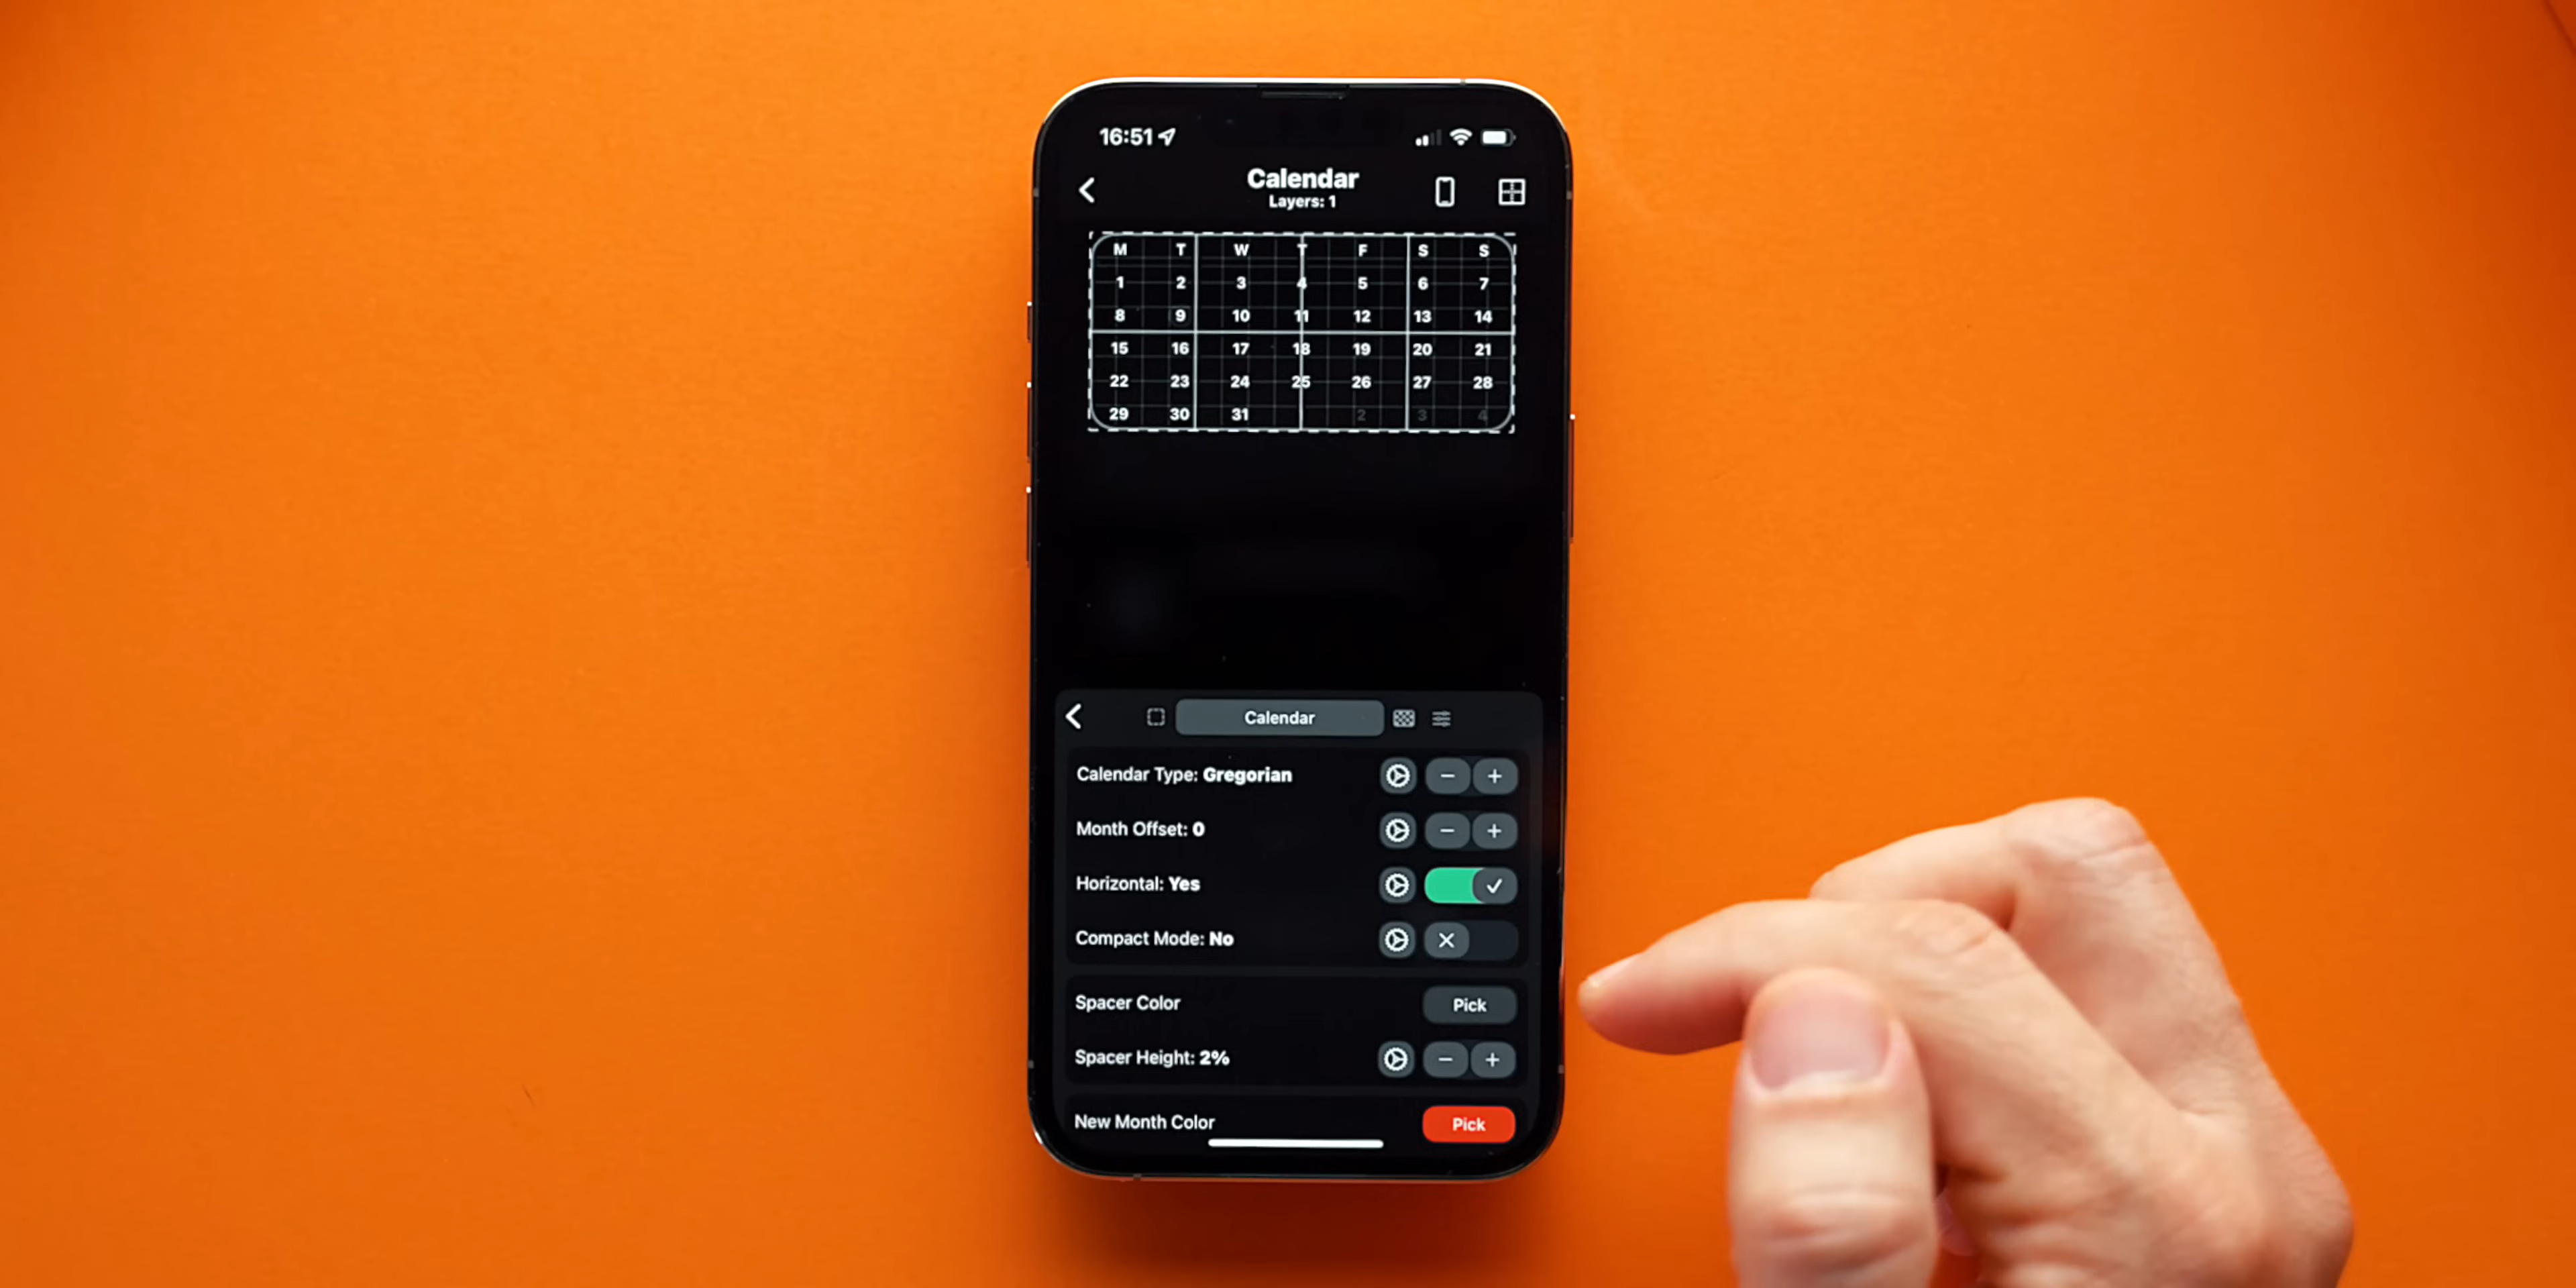 16:51
Calendar
Layers: 1
M T W T F S S
1 2 3 4 5 6 7
8 9 10 11 12 13 14
15 16 17 18 19 20 21
22 23 24 25 26 27 28
29 30 31 2 3 4
Calendar
Calendar Type: Gregorian
Month Offset: 0
Horizontal: Yes
Compact Mode: No
Spacer Color Pick
Spacer Height: 2%
New Month Color Pick